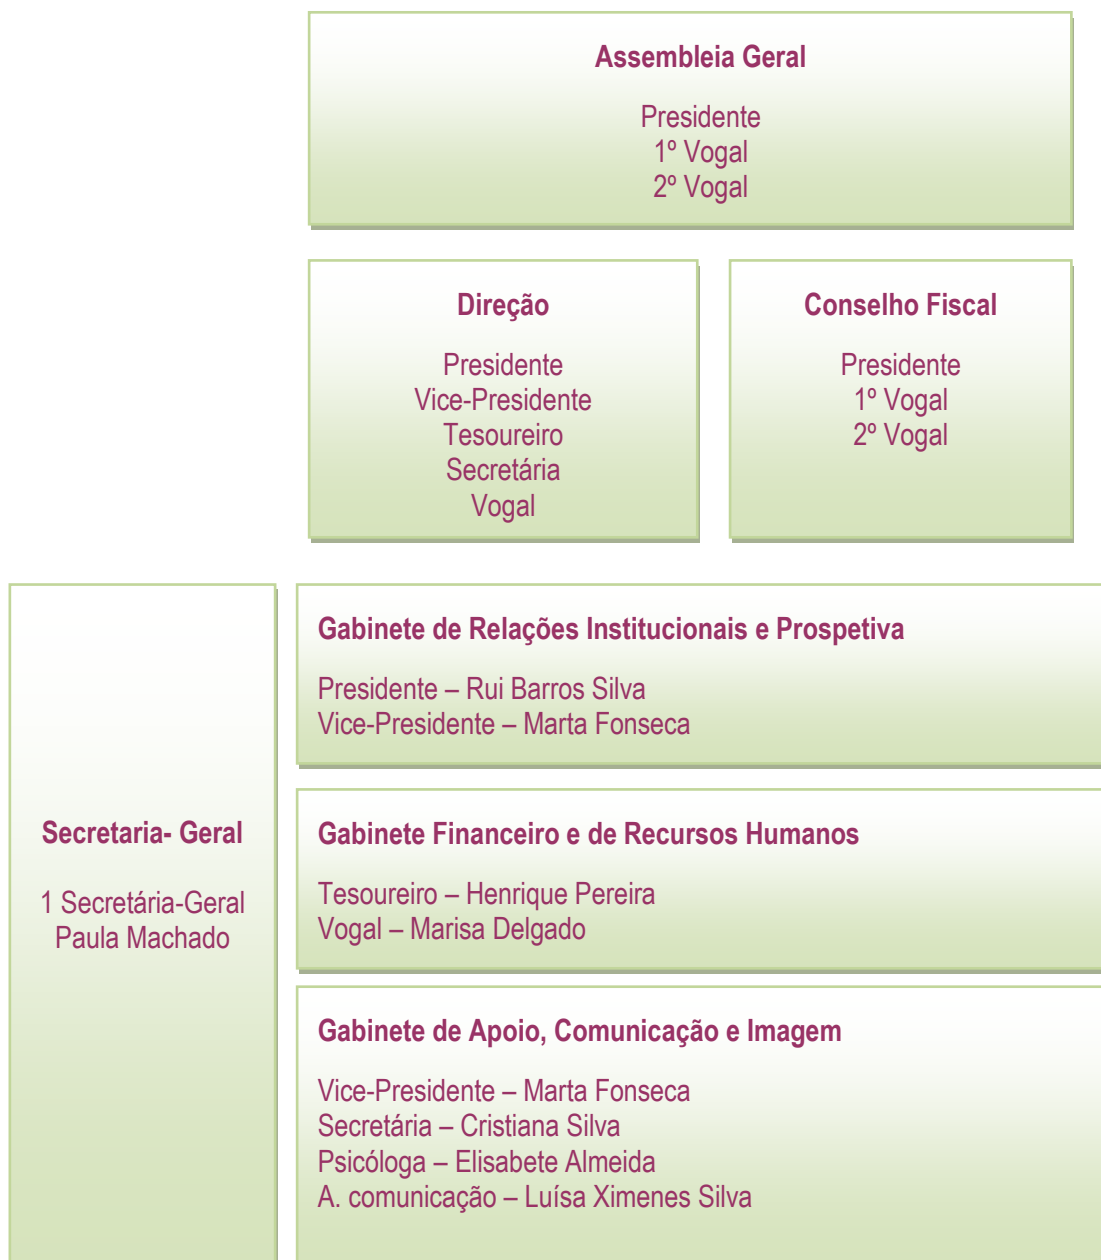 Assembleia Geral
Presidente
1º Vogal
2º Vogal
Direção
Presidente
Vice-Presidente
Tesoureiro
Secretária
Vogal
Conselho Fiscal
Presidente
1º Vogal
2º Vogal
Secretaria- Geral
1 Secretária-Geral
Paula Machado
Gabinete de Relações Institucionais e Prospetiva
Presidente – Rui Barros Silva
Vice-Presidente – Marta Fonseca
Gabinete Financeiro e de Recursos Humanos
Tesoureiro – Henrique Pereira
Vogal – Marisa Delgado
Gabinete de Apoio, Comunicação e Imagem
Vice-Presidente – Marta Fonseca
Secretária – Cristiana Silva
Psicóloga – Elisabete Almeida
A. comunicação – Luísa Ximenes Silva